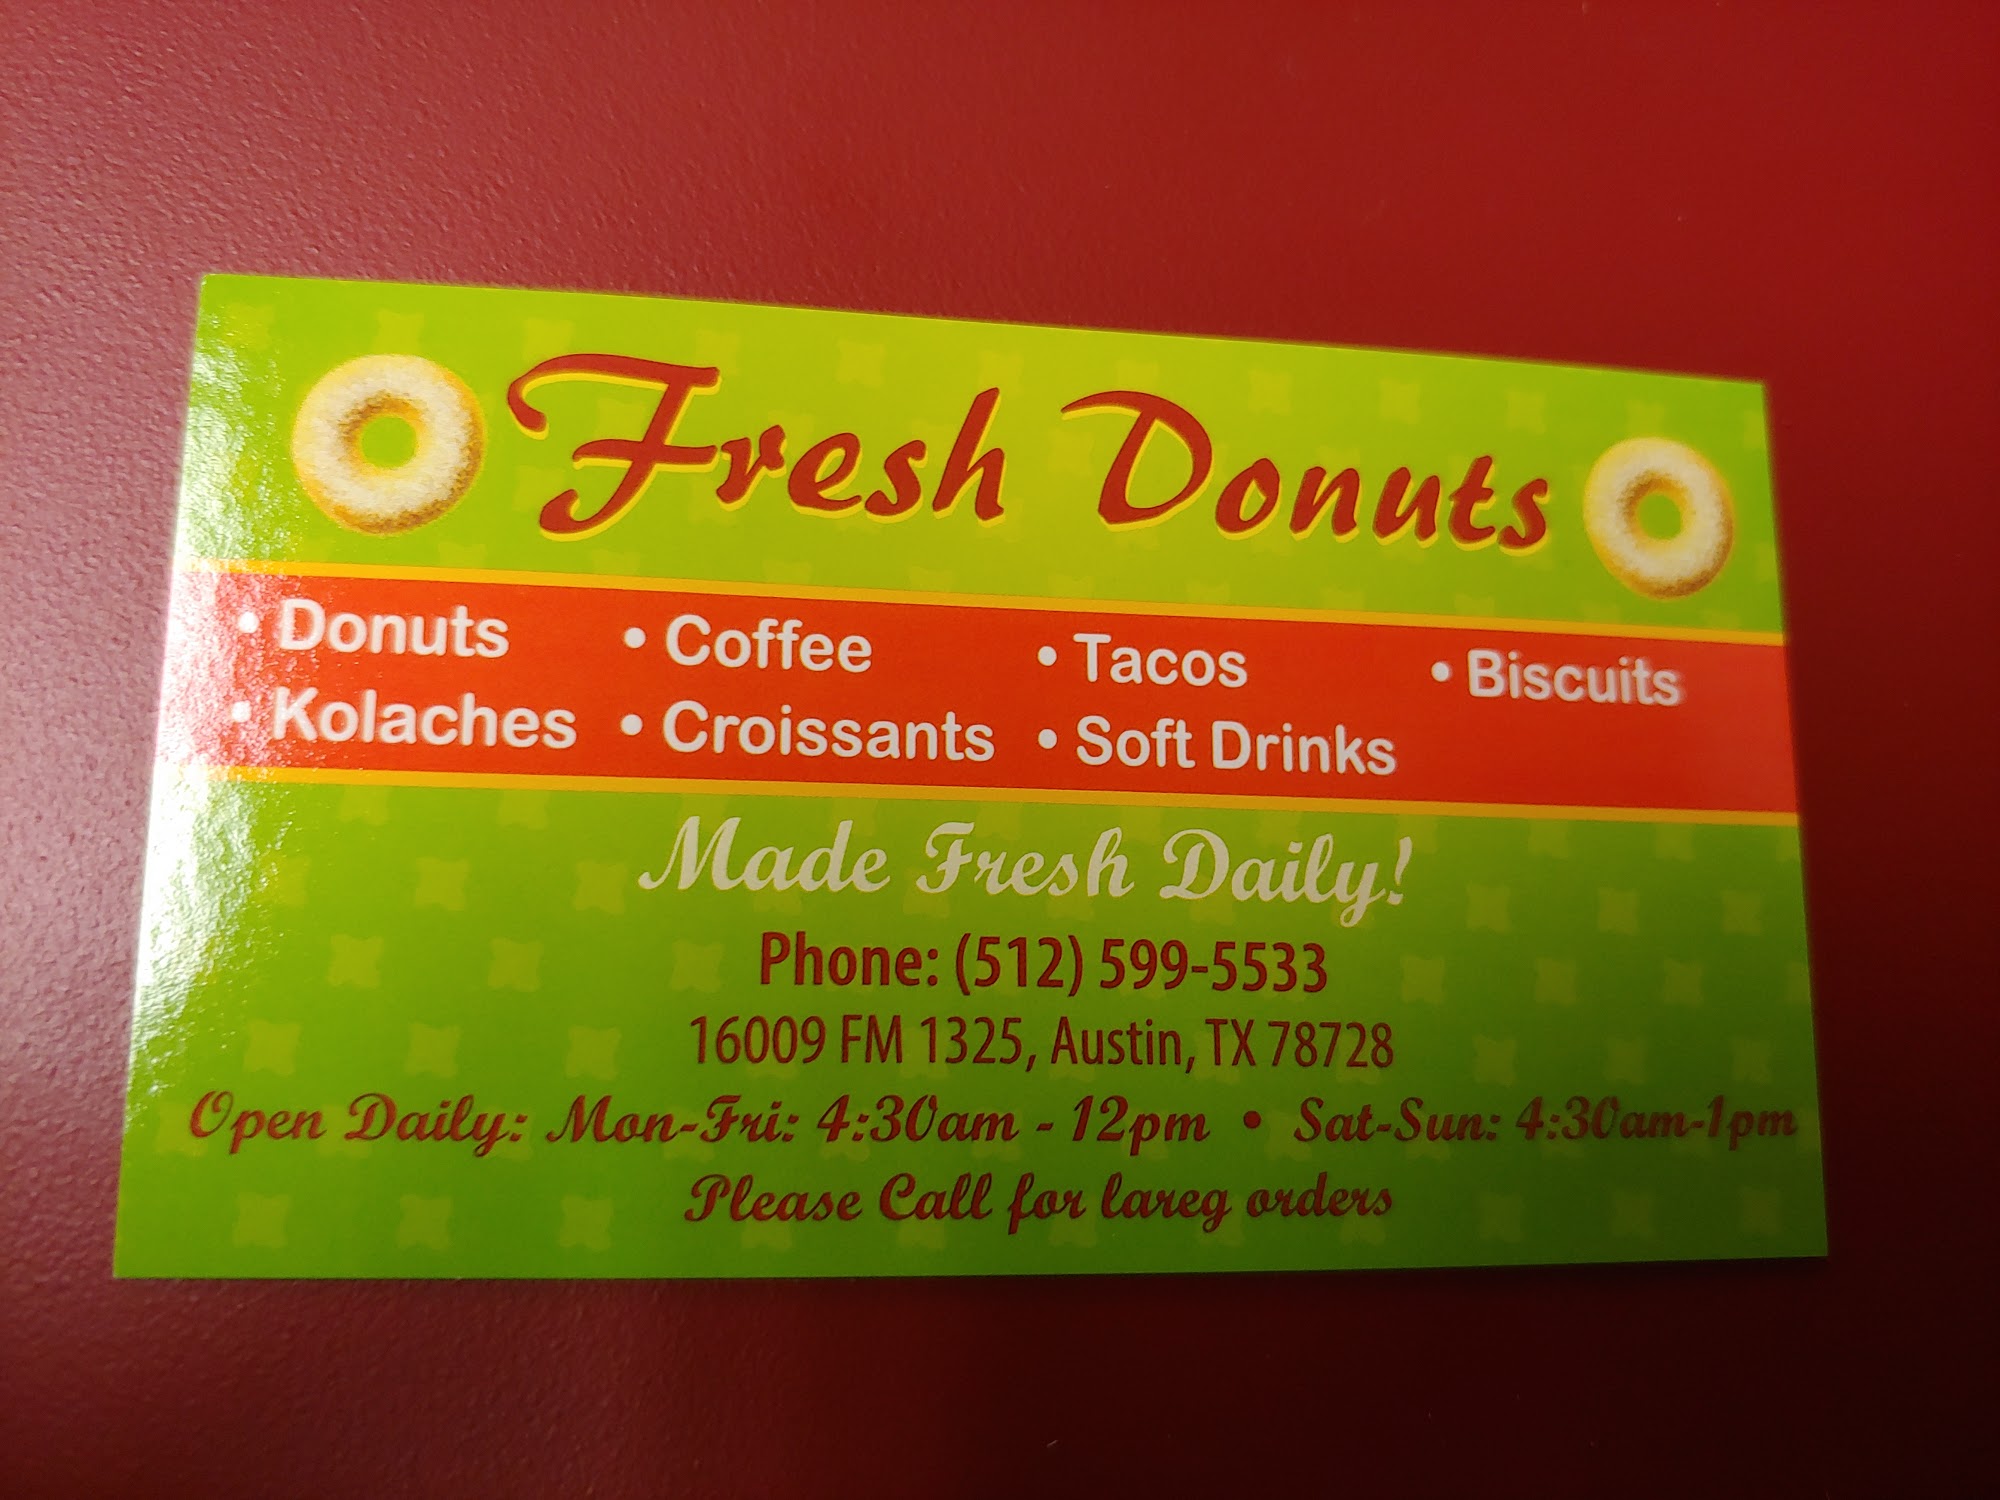 Fresh Donuts
• Donuts • Coffee • Tacos • Biscuits
• Kolaches • Croissants • Soft Drinks
Made Fresh Daily!
Phone: (512) 599-5533
16009 FM 1325, Austin, TX 78728
Open Daily: Mon-Fri: 4:30am - 12pm • Sat-Sun: 4:30am-1pm
Please Call for lareg orders